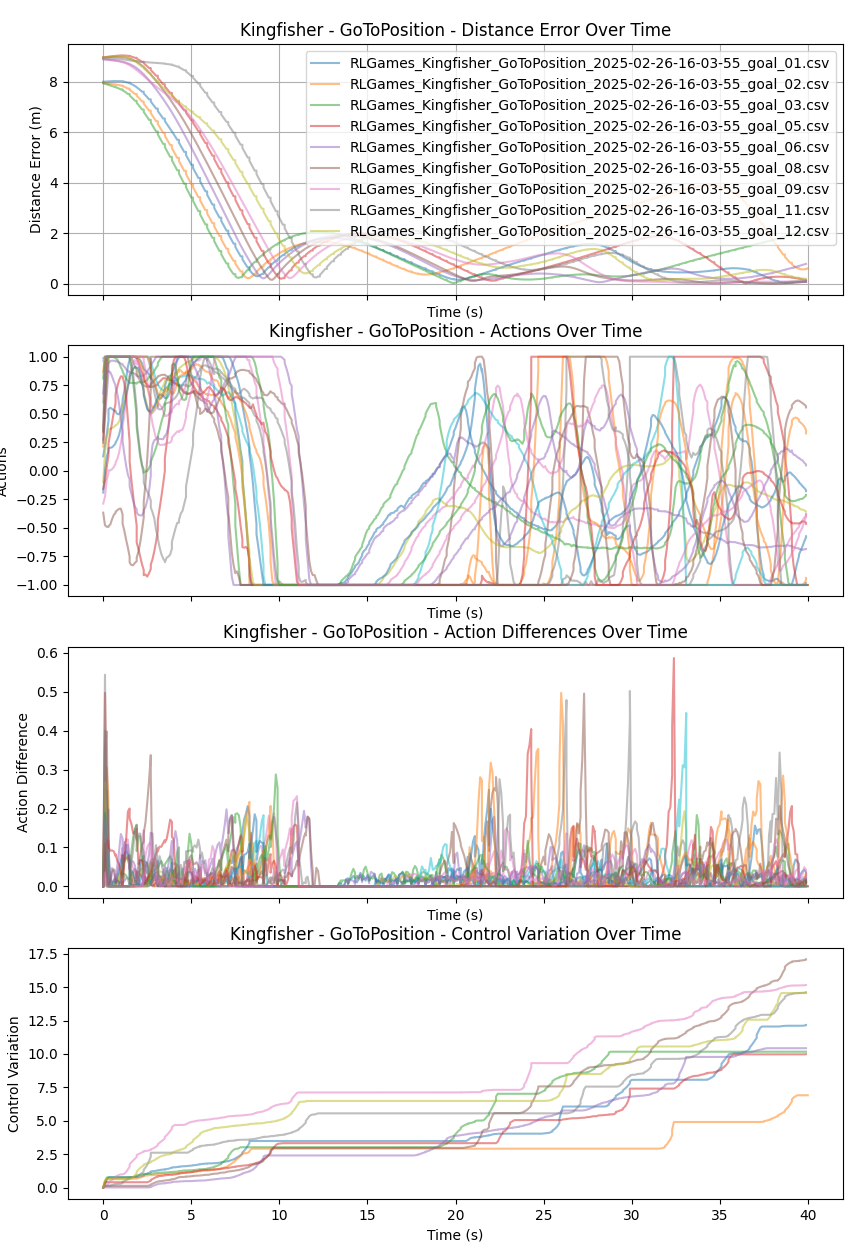 Kingfisher - GoToPosition - Distance Error Over Time
RLGames_Kingfisher_GoToPosition_2025-02-26-16-03-55_goal_01.csv
RLGames_Kingfisher_GoToPosition_2025-02-26-16-03-55_goal_02.csv
RLGames_Kingfisher_GoToPosition_2025-02-26-16-03-55_goal_03.csv
RLGames_Kingfisher_GoToPosition_2025-02-26-16-03-55_goal_05.csv
RLGames_Kingfisher_GoToPosition_2025-02-26-16-03-55_goal_06.csv
RLGames_Kingfisher_GoToPosition_2025-02-26-16-03-55_goal_08.csv
RLGames_Kingfisher_GoToPosition_2025-02-26-16-03-55_goal_09.csv
RLGames_Kingfisher_GoToPosition_2025-02-26-16-03-55_goal_11.csv
RLGames_Kingfisher_GoToPosition_2025-02-26-16-03-55_goal_12.csv
Distance Error (m)
8
6
4
2
0
Time (s)
Kingfisher - GoToPosition - Actions Over Time
Actions
1.00
0.75
0.50
0.25
0.00
−0.25
−0.50
−0.75
−1.00
Time (s)
Kingfisher - GoToPosition - Action Differences Over Time
Action Difference
0.6
0.5
0.4
0.3
0.2
0.1
0.0
Time (s)
Kingfisher - GoToPosition - Control Variation Over Time
Control Variation
17.5
15.0
12.5
10.0
7.5
5.0
2.5
0.0
0 5 10 15 20 25 30 35 40
Time (s)